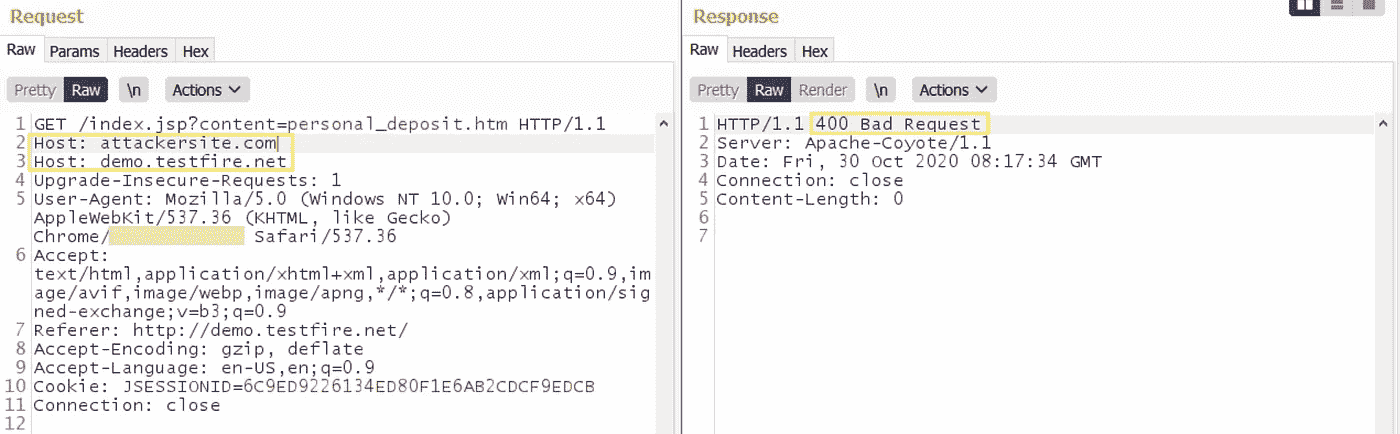 Request
Raw Params Headers Hex
Pretty Raw \n Actions
1 GET /index.jsp?content=personal_deposit.htm HTTP/1.1
2 Host: attackersite.com
3 Host: demo.testfire.net
4 Upgrade-Insecure-Requests: 1
5 User-Agent: Mozilla/5.0 (Windows NT 10.0; Win64; x64)
AppleWebKit/537.36 (KHTML, like Gecko)
Chrome/ Safari/537.36
6 Accept:
text/html,application/xhtml+xml,application/xml;q=0.9,im
age/avif,image/webp,image/apng,*/*;q=0.8,application/sig
ned-exchange;v=b3;q=0.9
7 Referer: http://demo.testfire.net/
8 Accept-Encoding: gzip, deflate
9 Accept-Language: en-US,en;q=0.9
10 Cookie: JSESSIONID=6C9ED9226134ED80F1E6AB2CDCF9EDCB
11 Connection: close
12
Response
Raw Headers Hex
Pretty Raw Render \n Actions
1 HTTP/1.1 400 Bad Request
2 Server: Apache-Coyote/1.1
3 Date: Fri, 30 Oct 2020 08:17:34 GMT
4 Connection: close
5 Content-Length: 0
6
7